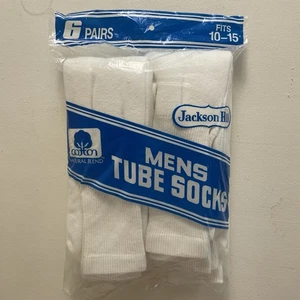 6 PAIRS
FITS
10-15
Jackson Hill
COTTON
NATURAL BLEND
MENS
TUBE SOCKS